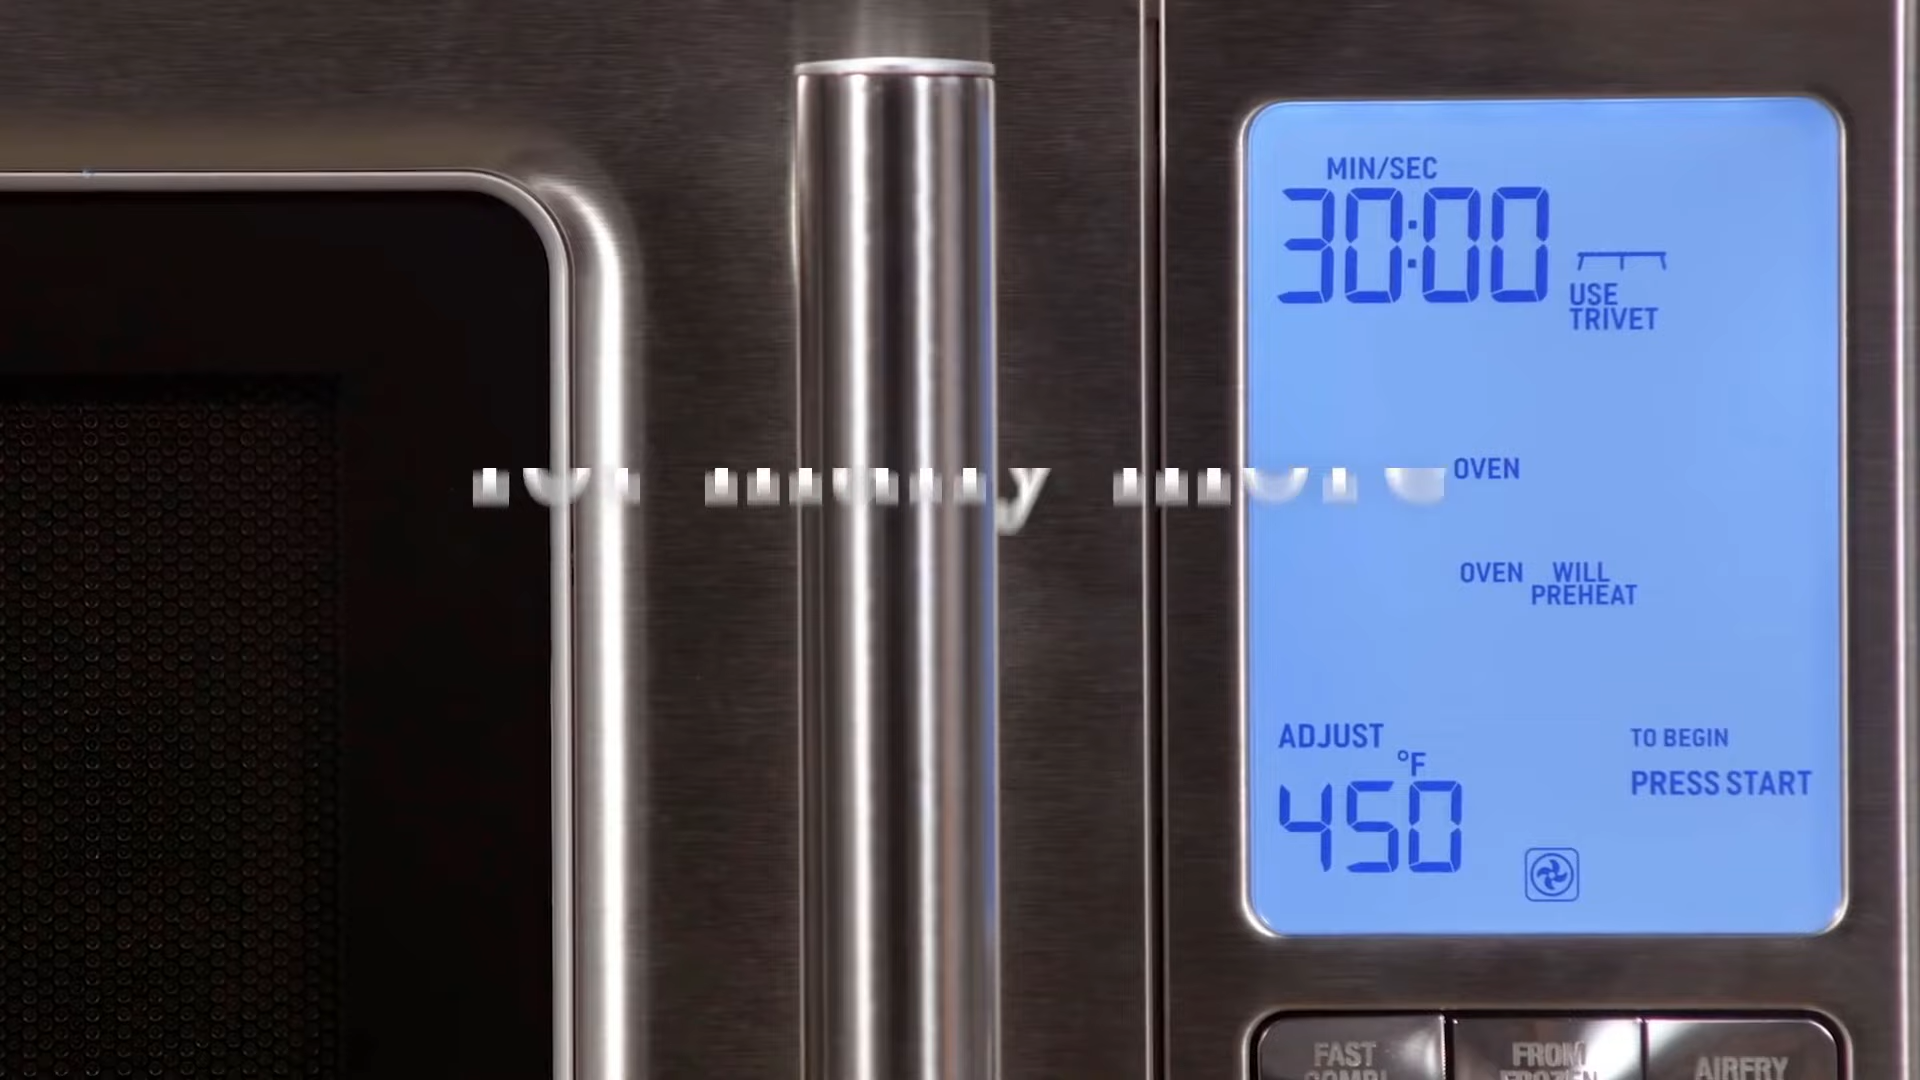 MIN/SEC
30:00
USE
TRIVET
OVEN
OVEN WILL
PREHEAT
ADJUST
°F
450
TO BEGIN
PRESS START
FAST
FROM
AIRFRY